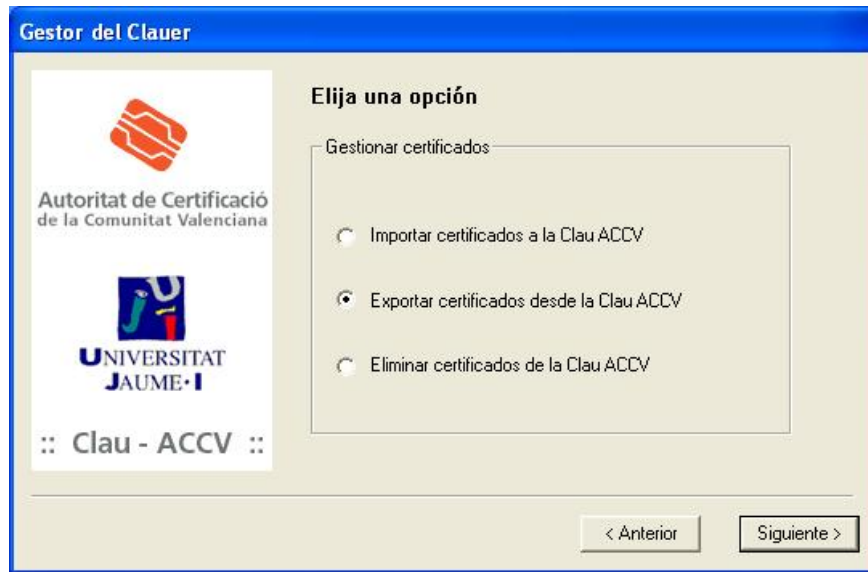 Gestor del Clauer
Autoritat de Certificació
de la Comunitat Valenciana
UNIVERSITAT
JAUME·I
:: Clau - ACCV ::
Elija una opción
Gestionar certificados
Importar certificados a la Clau ACCV
Exportar certificados desde la Clau ACCV
Eliminar certificados de la Clau ACCV
< Anterior
Siguiente >